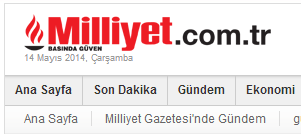 Milliyet.com.tr
BASINDA GÜVEN
14 Mayıs 2014, Çarşamba
Ana Sayfa Son Dakika Gündem Ekonomi
Ana Sayfa Milliyet Gazetesi'nde Gündem